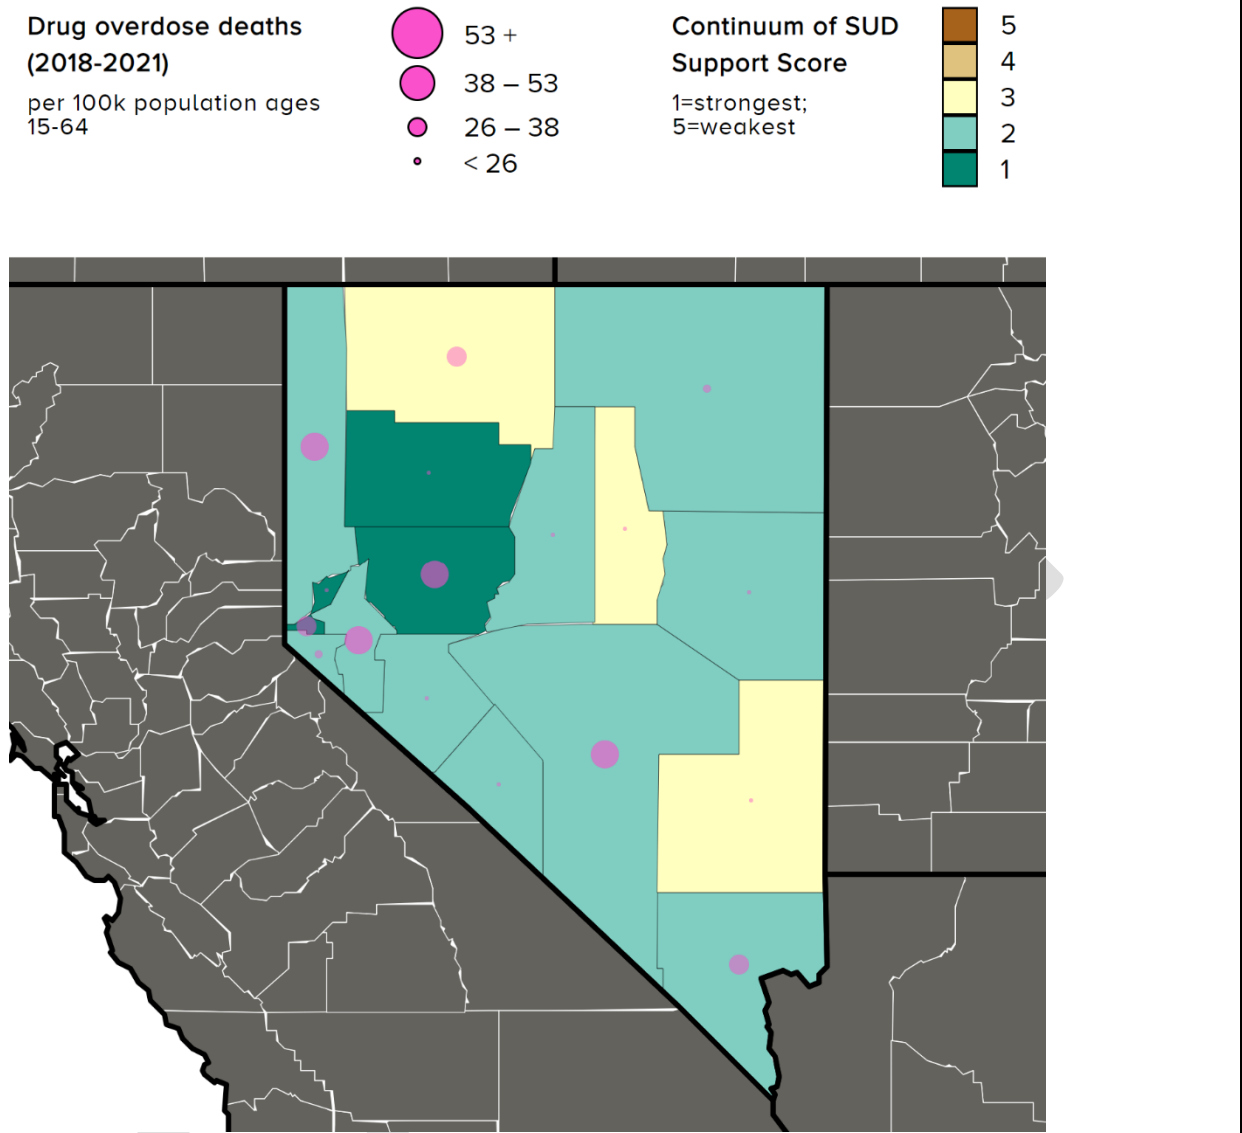 Drug overdose deaths
(2018-2021)
per 100k population ages
15-64
53 +
38 – 53
26 – 38
< 26
Continuum of SUD
Support Score
1=strongest;
5=weakest
5
4
3
2
1